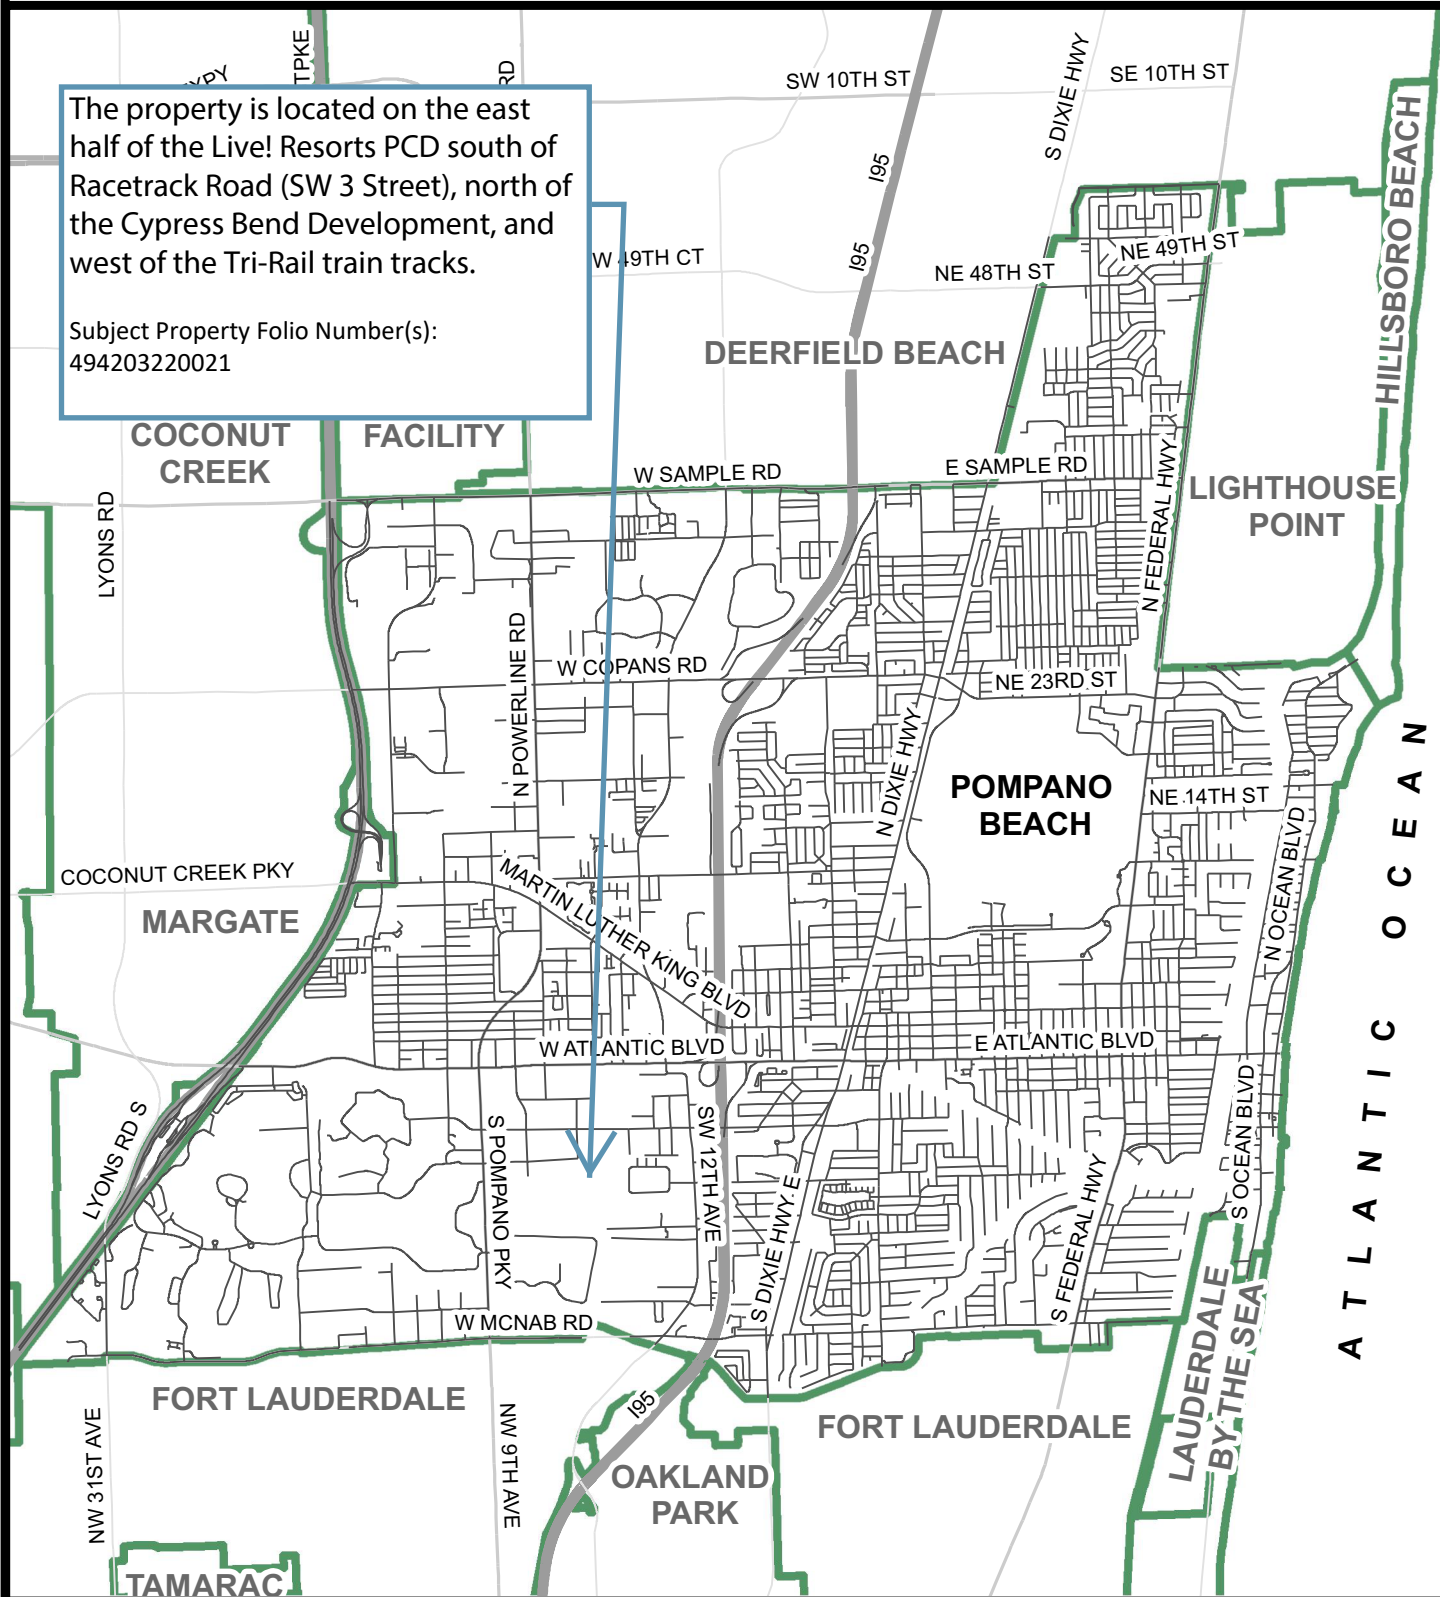 The property is located on the east
half of the Live! Resorts PCD south of
Racetrack Road (SW 3 Street), north of
the Cypress Bend Development, and
west of the Tri-Rail train tracks.
Subject Property Folio Number(s):
494203220021
TPKE
RD
SW 10TH ST
SE 10TH ST
S DIXIE HWY
I95
HILLSBORO BEACH
W 49TH CT
I95
NE 48TH ST
NE 49TH ST
DEERFIELD BEACH
COCONUT
CREEK
FACILITY
W SAMPLE RD
E SAMPLE RD
LIGHTHOUSE
POINT
LYONS RD
N FEDERAL HWY
N POWERLINE RD
W COPANS RD
NE 23RD ST
N DIXIE HWY
POMPANO
BEACH
NE 14TH ST
N OCEAN BLVD
ATLANTIC OCEAN
COCONUT CREEK PKY
MARGATE
MARTIN LUTHER KING BLVD
W ATLANTIC BLVD
E ATLANTIC BLVD
LYONS RD S
S POMPANO PKY
SW 12TH AVE
S DIXIE HWY E
S FEDERAL HWY
S OCEAN BLVD
W MCNAB RD
LAUDERDALE
BY THE SEA
FORT LAUDERDALE
FORT LAUDERDALE
I95
NW 31ST AVE
NW 9TH AVE
OAKLAND
PARK
TAMARAC